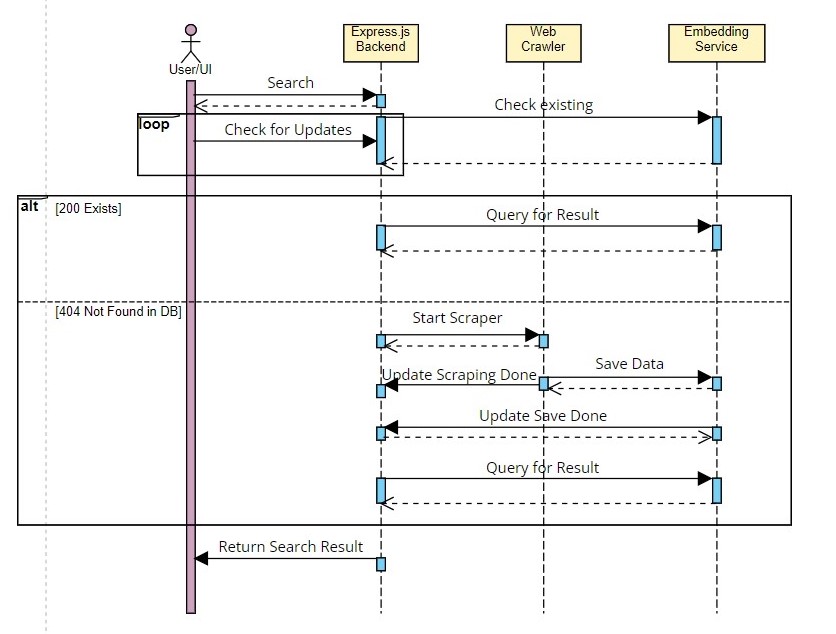 Express.js
Backend
Web
Crawler
Embedding
Service
User/UI
Search
Check existing
loop
Check for Updates
alt
[200 Exists]
Query for Result
[404 Not Found in DB]
Start Scraper
Save Data
Update Scraping Done
Update Save Done
Query for Result
Return Search Result